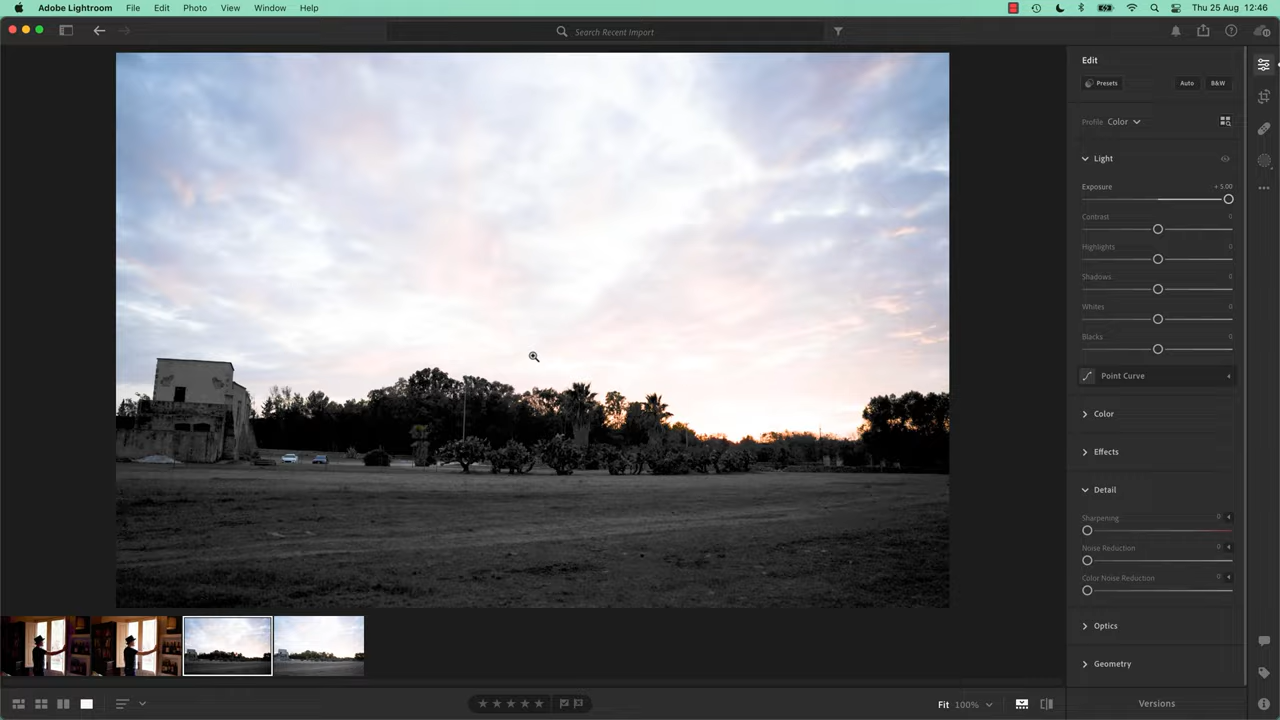 Adobe Lightroom File Edit Photo View Window Help Thu 25 Aug 12:46
Search Recent Import
Edit
Presets Auto B&W
Profile Color
Light
Exposure + 5.00
Contrast 0
Highlights 0
Shadows 0
Whites 0
Blacks 0
Point Curve
Color
Effects
Detail
Sharpening 0
Noise Reduction 0
Color Noise Reduction 0
Optics
Geometry
Fit 100% Versions